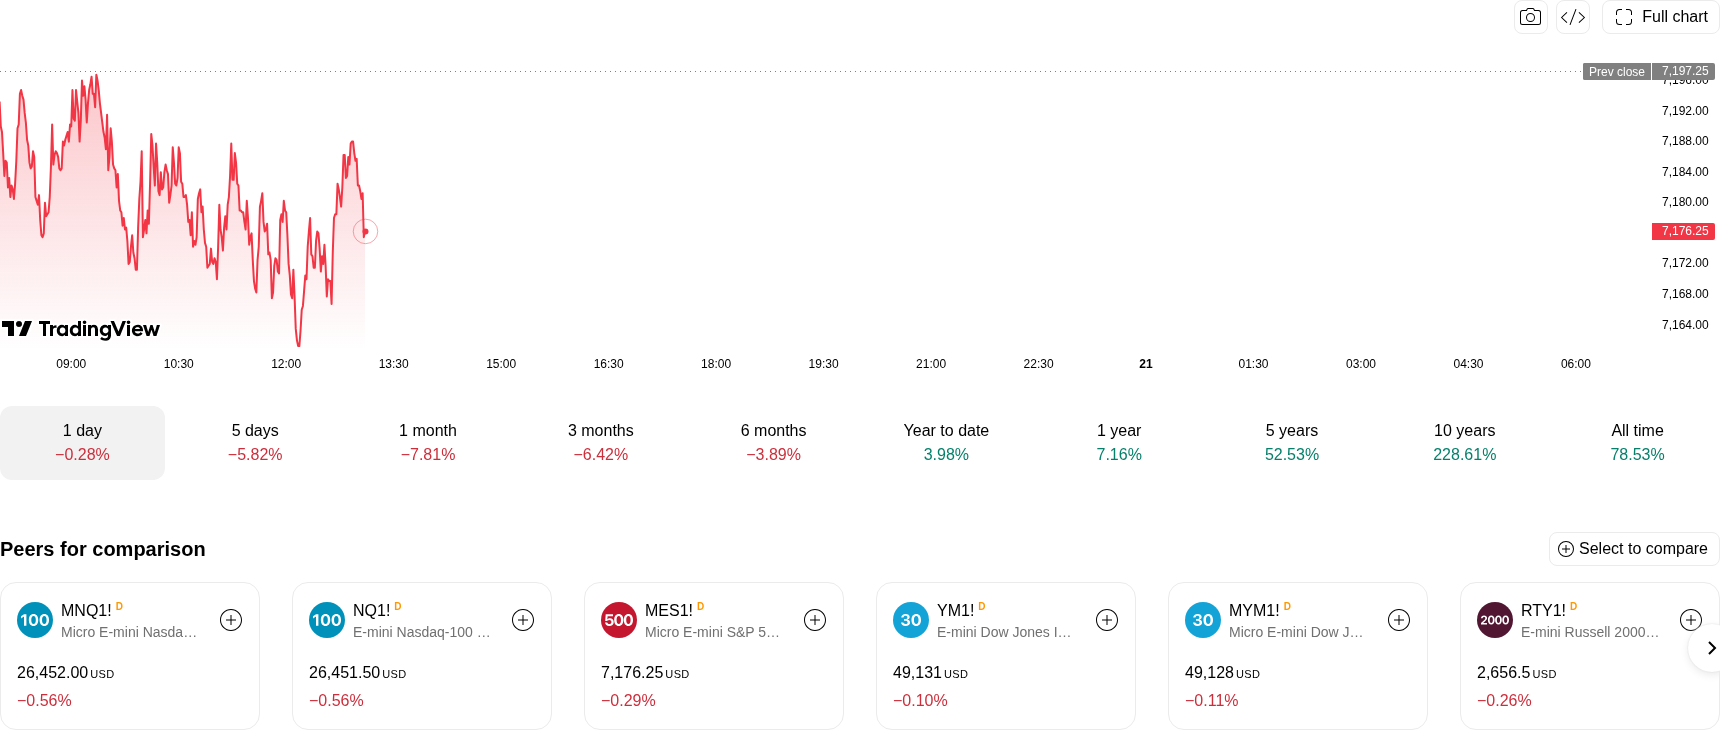 Full chart
Prev close 7,197.25
7,196.00
7,192.00
7,188.00
7,184.00
7,180.00
7,176.25
7,172.00
7,168.00
7,164.00
TradingView
09:00 10:30 12:00 13:30 15:00 16:30 18:00 19:30 21:00 22:30 21 01:30 03:00 04:30 06:00
1 day 5 days 1 month 3 months 6 months Year to date 1 year 5 years 10 years All time
−0.28% −5.82% −7.81% −6.42% −3.89% 3.98% 7.16% 52.53% 228.61% 78.53%
Peers for comparison
Select to compare
100 MNQ1! D
Micro E-mini Nasda…
26,452.00 USD
−0.56%
100 NQ1! D
E-mini Nasdaq-100 …
26,451.50 USD
−0.56%
500 MES1! D
Micro E-mini S&P 5…
7,176.25 USD
−0.29%
30 YM1! D
E-mini Dow Jones I…
49,131 USD
−0.10%
30 MYM1! D
Micro E-mini Dow J…
49,128 USD
−0.11%
2000 RTY1! D
E-mini Russell 2000…
2,656.5 USD
−0.26%